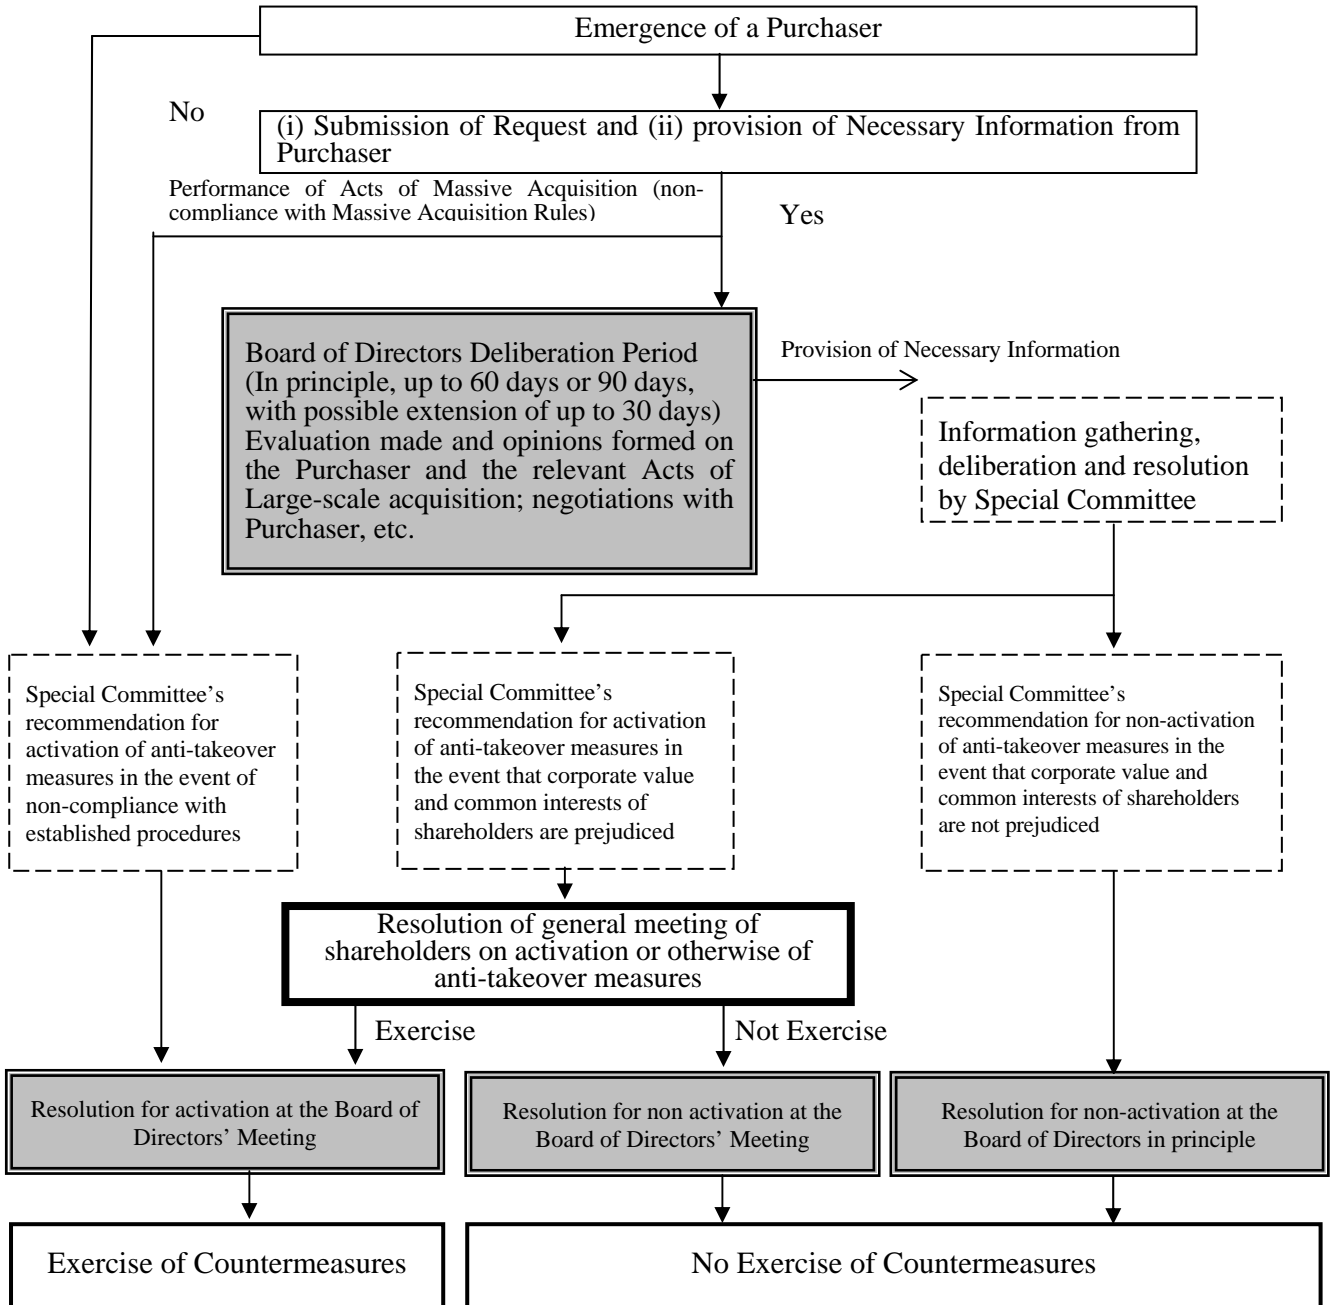 Emergence of a Purchaser
No
(i) Submission of Request and (ii) provision of Necessary Information from
Purchaser
Performance of Acts of Massive Acquisition (non-
compliance with Massive Acquisition Rules)
Yes
Board of Directors Deliberation Period
(In principle, up to 60 days or 90 days,
with possible extension of up to 30 days)
Evaluation made and opinions formed on
the Purchaser and the relevant Acts of
Large-scale acquisition; negotiations with
Purchaser, etc.
Provision of Necessary Information
Information gathering,
deliberation and resolution
by Special Committee
Special Committee’s
recommendation for
activation of anti-takeover
measures in the event of
non-compliance with
established procedures
Special Committee’s
recommendation for activation
of anti-takeover measures in
the event that corporate value
and common interests of
shareholders are prejudiced
Special Committee’s
recommendation for non-activation
of anti-takeover measures in the
event that corporate value and
common interests of shareholders
are not prejudiced
Resolution of general meeting of
shareholders on activation or otherwise of
anti-takeover measures
Exercise
Not Exercise
Resolution for activation at the Board of
Directors’ Meeting
Resolution for non activation at the
Board of Directors’ Meeting
Resolution for non-activation at the
Board of Directors in principle
Exercise of Countermeasures
No Exercise of Countermeasures